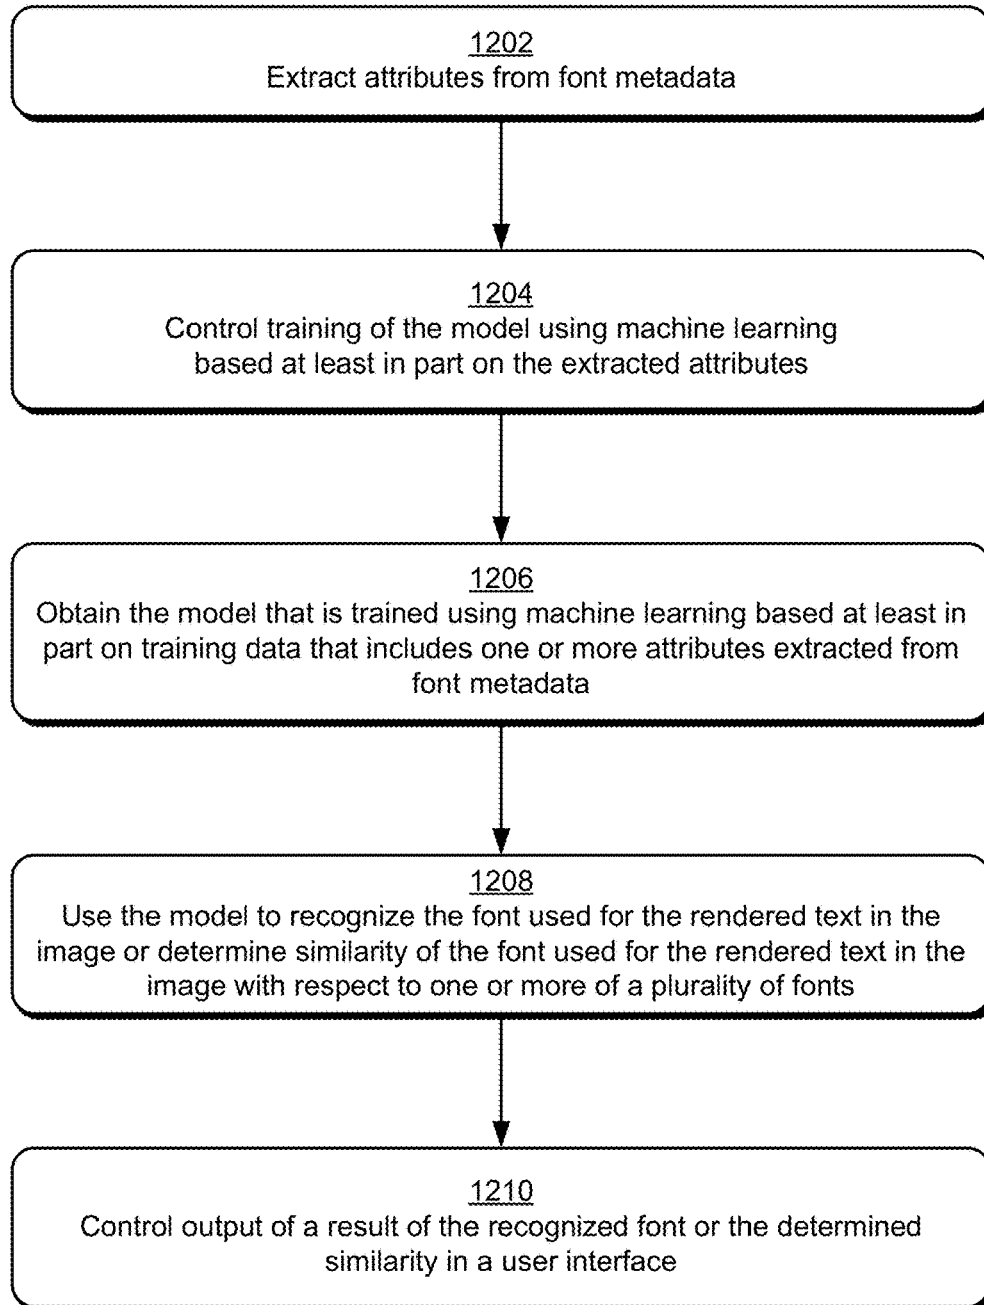 1202
Extract attributes from font metadata
1204
Control training of the model using machine learning
based at least in part on the extracted attributes
1206
Obtain the model that is trained using machine learning based at least in
part on training data that includes one or more attributes extracted from
font metadata
1208
Use the model to recognize the font used for the rendered text in the
image or determine similarity of the font used for the rendered text in the
image with respect to one or more of a plurality of fonts
1210
Control output of a result of the recognized font or the determined
similarity in a user interface